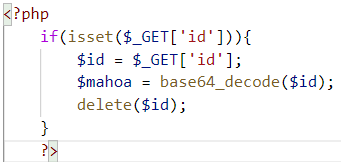 <?php
    if(isset($_GET['id'])){
        $id = $_GET['id'];
        $mahoa = base64_decode($id);
        delete($id);
    }
    ?>